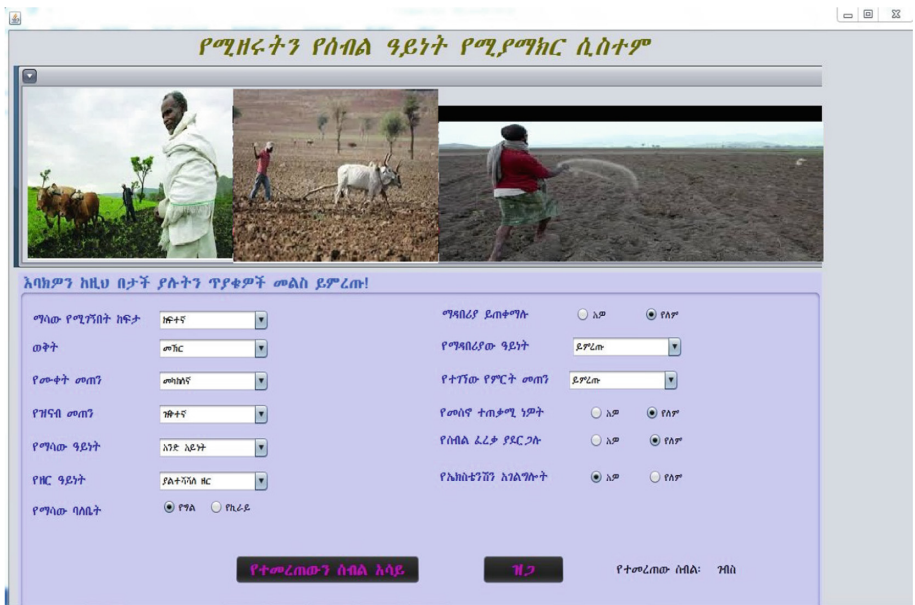 የሚዘሩትን የሰብል ዓይነት የሚያማክር ሲስተም
እባክዎን ከዚህ በታች ያሉትን ጥያቄዎች መልስ ይምረጡ!
ማሳው የሚገኝበት ከፍታ ከፍተኛ
ማዳበሪያ ይጠቀማሉ አዎ የለም
ወቅት መኸር
የማዳበሪያው ዓይነት ይምረጡ
የሙቀት መጠን መካከለኛ
የተገኘው የምርት መጠን ይምረጡ
የዝናብ መጠን ዝቅተኛ
የመስኖ ተጠቃሚ ነዎት አዎ የለም
የማሳው ዓይነት አንድ አይነት
የሰብል ፈረቃ ያደርጋሉ አዎ የለም
የዘር ዓይነት ያልተሻሻለ ዘር
የኤክስቴንሽን አገልግሎት አዎ የለም
የማሳው ባለቤት የግል የኪራይ
የተመረጠውን ሰብል አሳይ
ዝጋ
የተመረጠው ሰብል: ገብስ